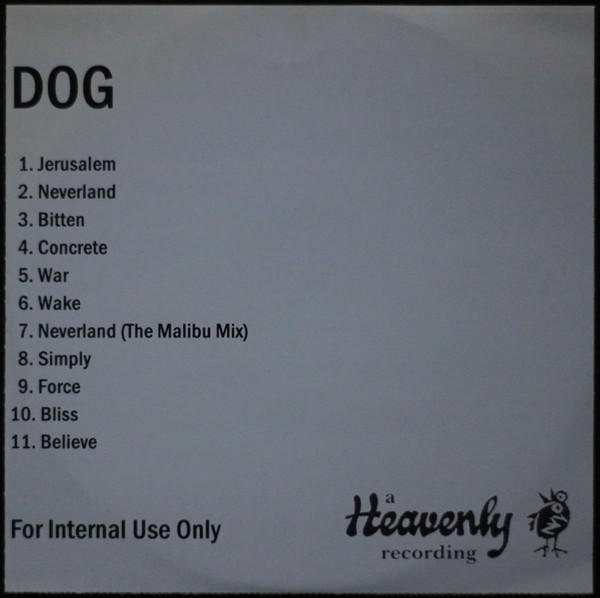 DOG
1. Jerusalem
2. Neverland
3. Bitten
4. Concrete
5. War
6. Wake
7. Neverland (The Malibu Mix)
8. Simply
9. Force
10. Bliss
11. Believe
For Internal Use Only
a
Heavenly
recording